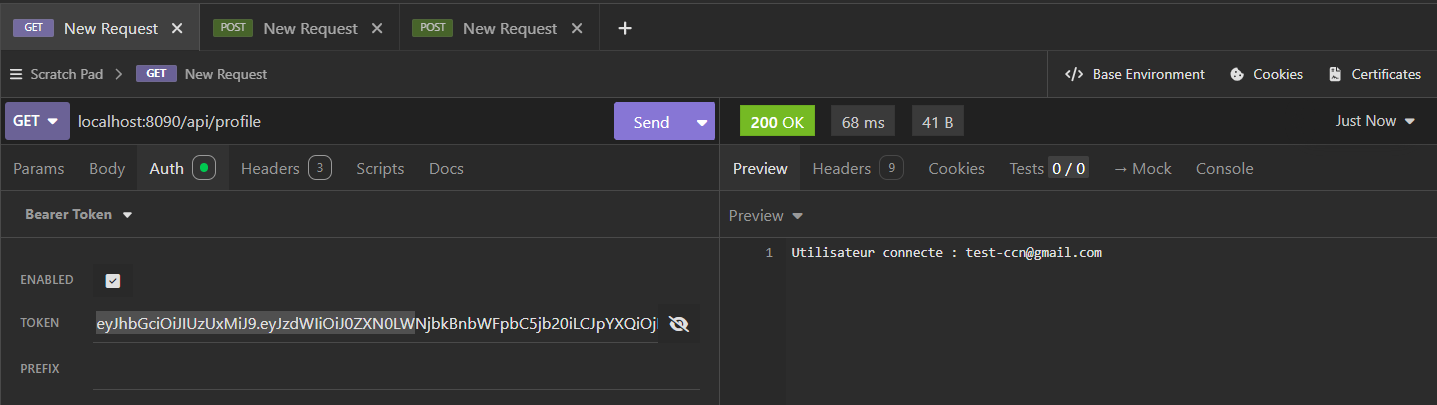 GET New Request × POST New Request × POST New Request × +
Scratch Pad > GET New Request
</> Base Environment Cookies Certificates
GET localhost:8090/api/profile Send
200 OK 68 ms 41 B Just Now
Params Body Auth Headers 3 Scripts Docs
Preview Headers 9 Cookies Tests 0 / 0 → Mock Console
Bearer Token
Preview
1 Utilisateur connecte : test-ccn@gmail.com
ENABLED
TOKEN eyJhbGciOiJIUzUxMiJ9.eyJzdWIiOiJ0ZXN0LWNjbkBnbWFpbC5jb20iLCJpYXQiOj
PREFIX